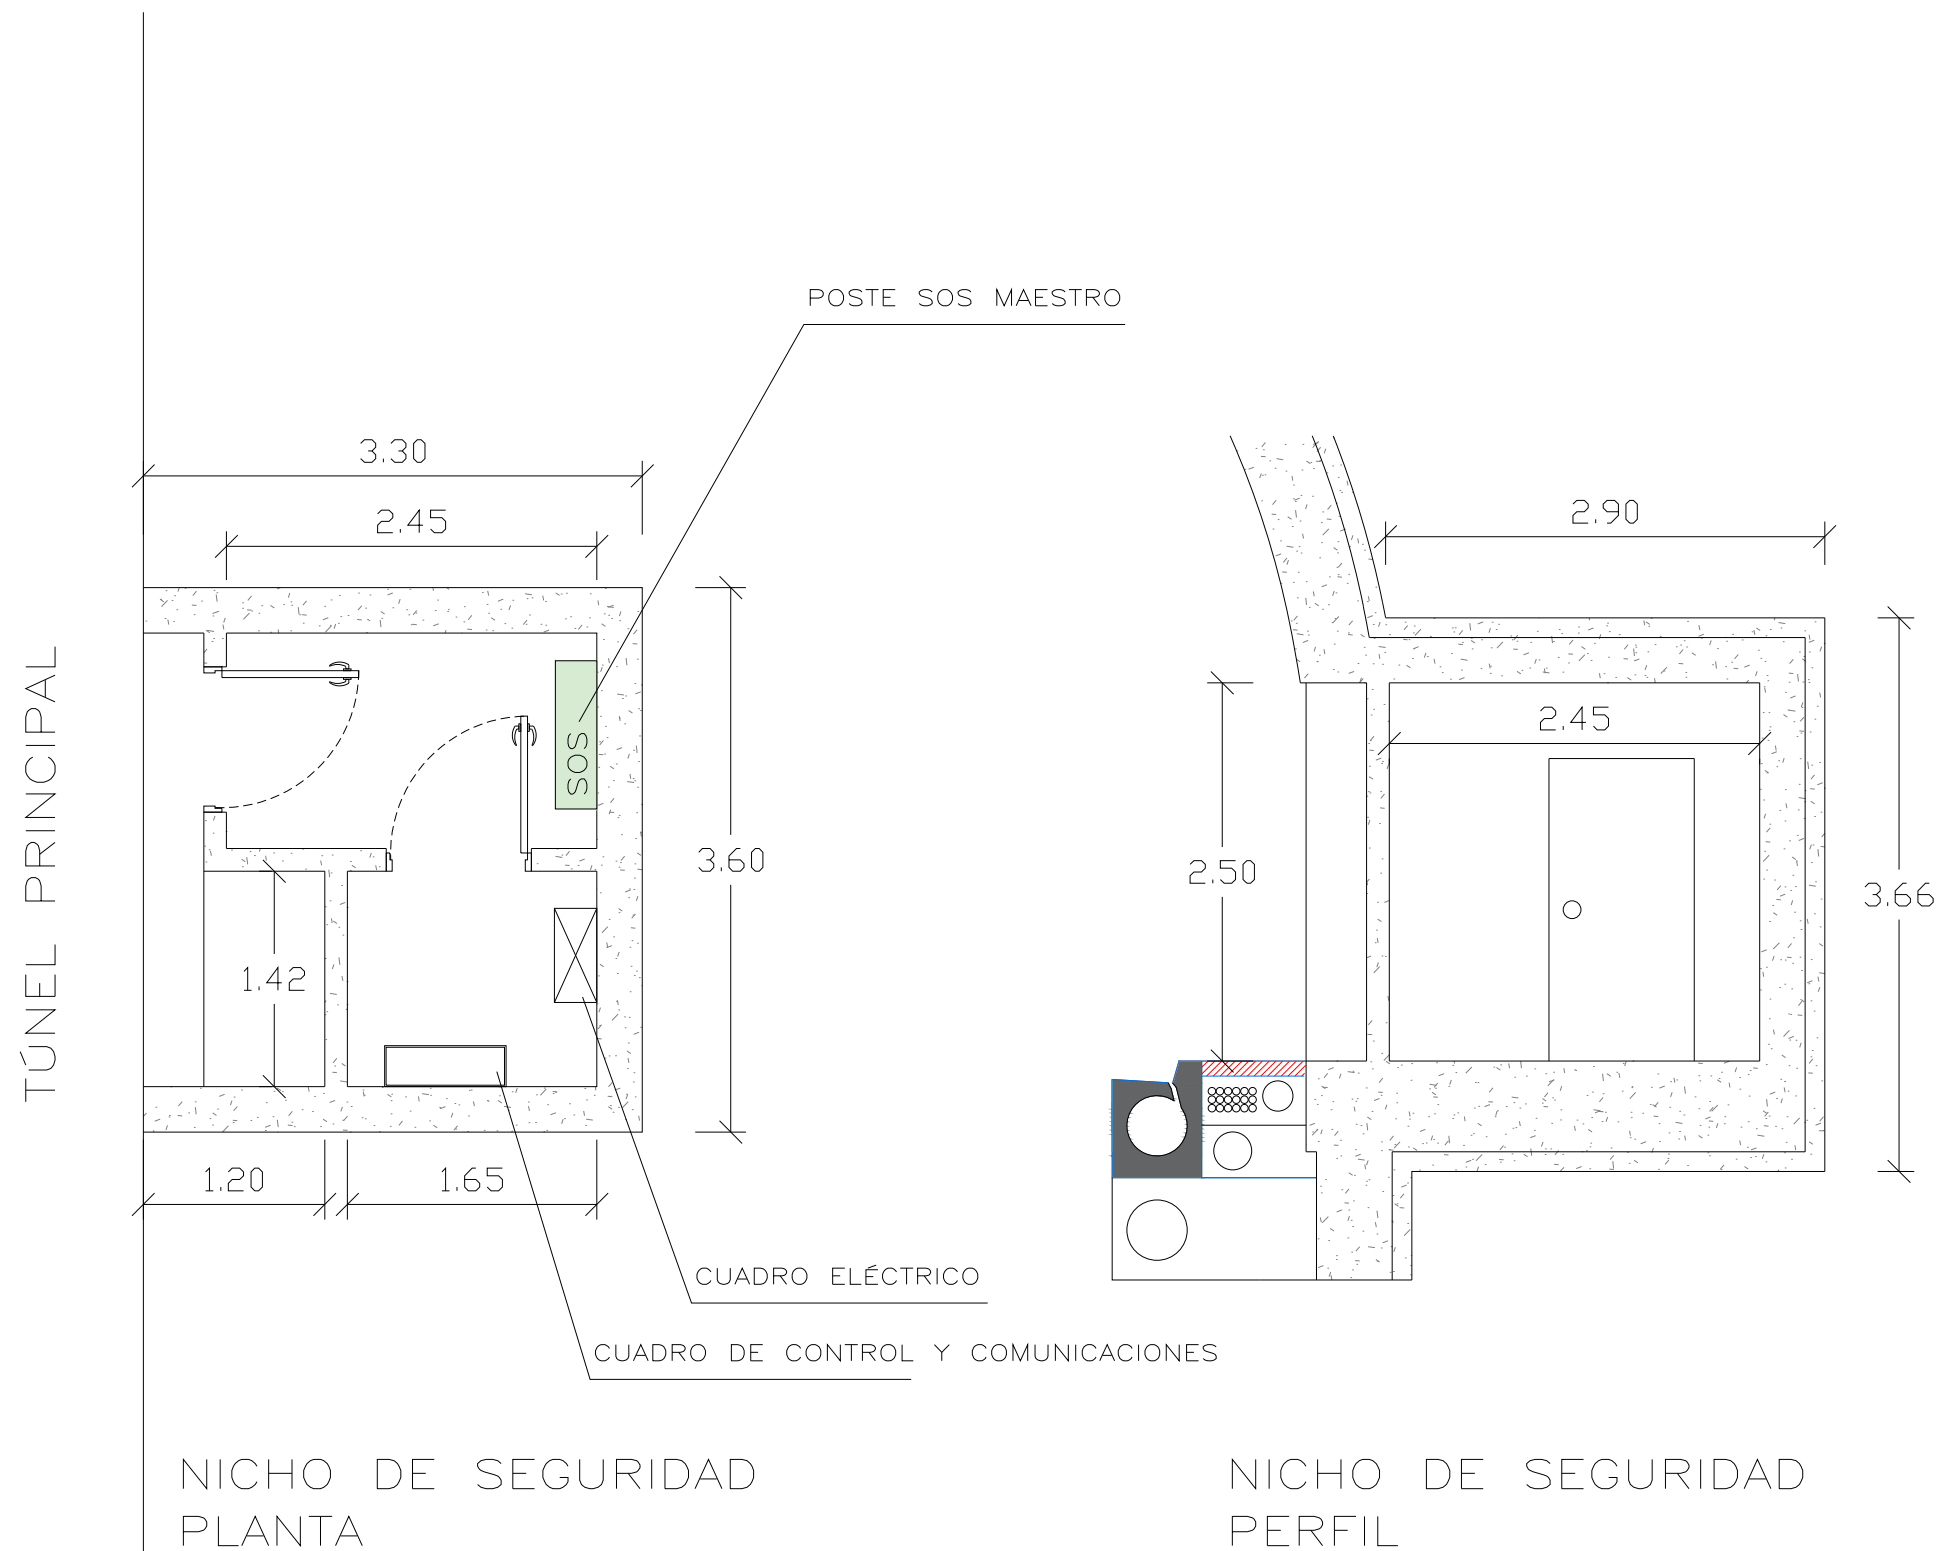 POSTE SOS MAESTRO
3.30
2.45
2.90
SOS
2.45
TÚNEL PRINCIPAL
3.60
2.50
3.66
1.42
1.20
1.65
CUADRO ELÉCTRICO
CUADRO DE CONTROL Y COMUNICACIONES
NICHO DE SEGURIDAD
PLANTA
NICHO DE SEGURIDAD
PERFIL